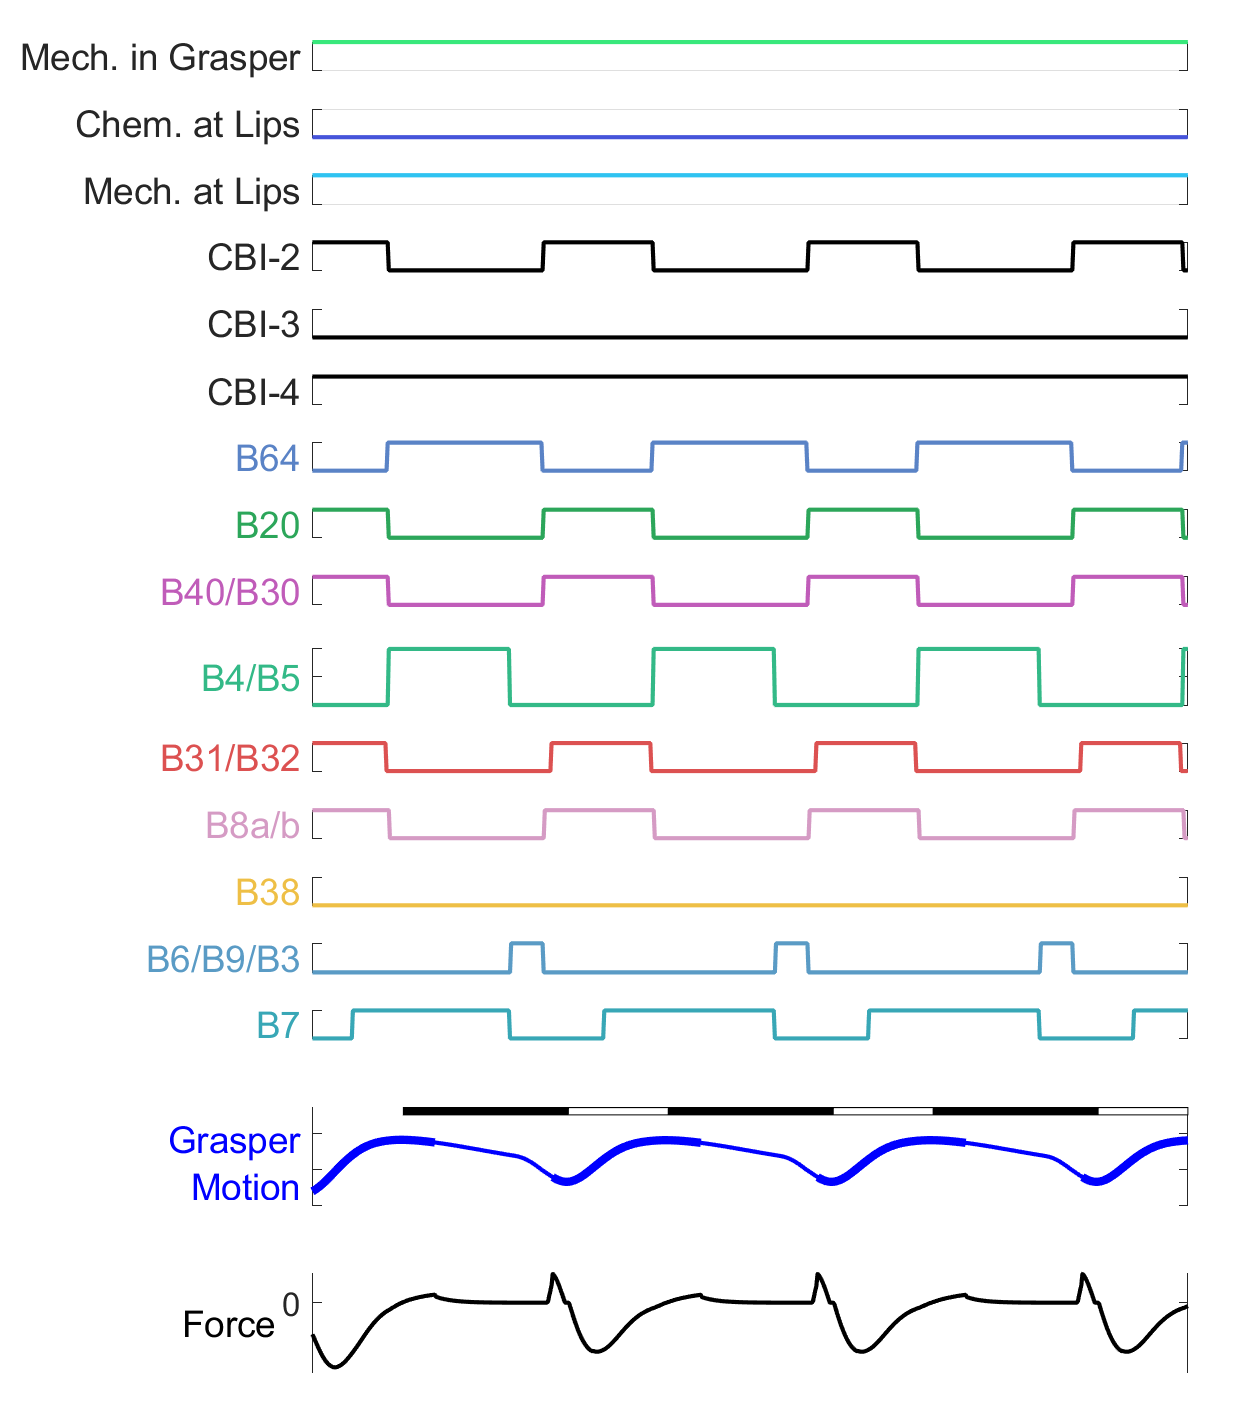 Mech. in Grasper
Chem. at Lips
Mech. at Lips
CBI-2
CBI-3
CBI-4
B64
B20
B40/B30
B4/B5
B31/B32
B8a/b
B38
B6/B9/B3
B7
Grasper
Motion
0
Force